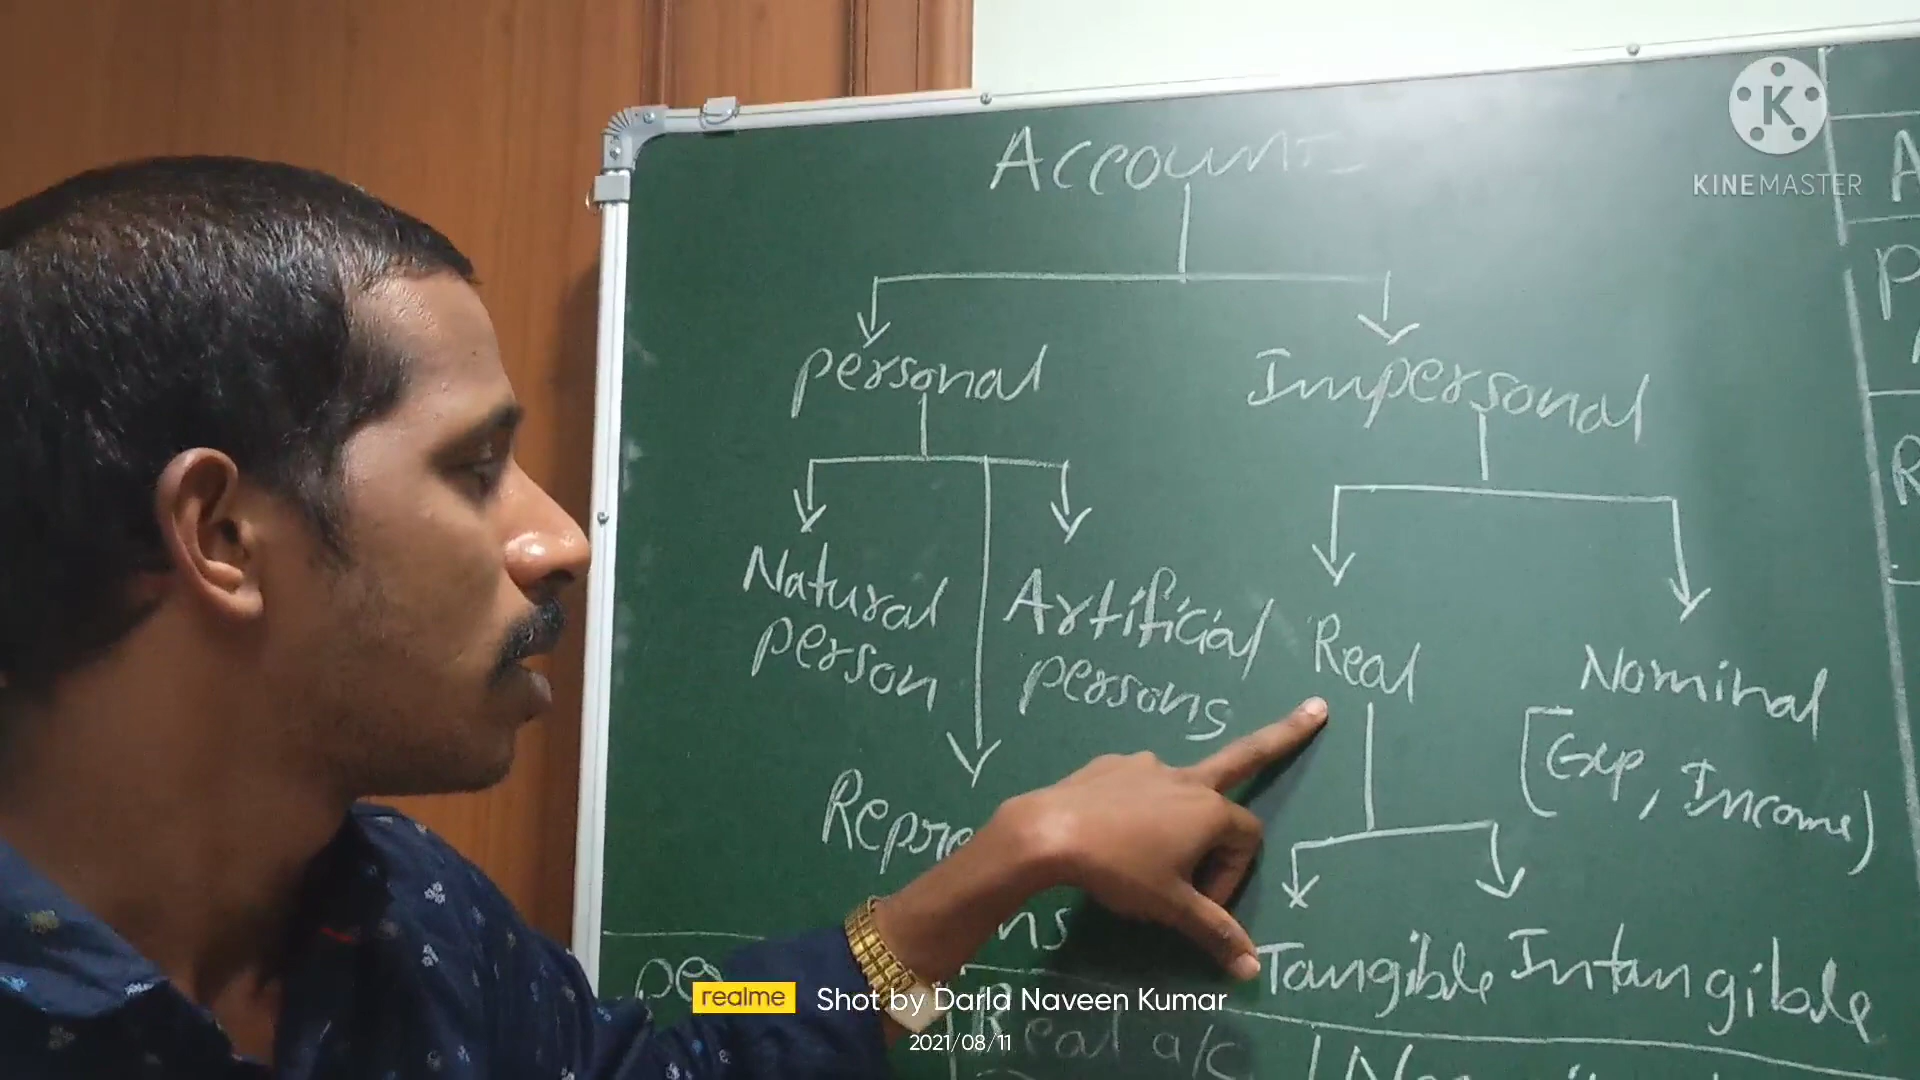 Accounts
personal Impersonal
Natural person
Artificial persons
Real
Nominal
[Exp, Income)
Tangible Intangible
Real a/c
realme Shot by Darla Naveen Kumar
2021/08/11
KINEMASTER